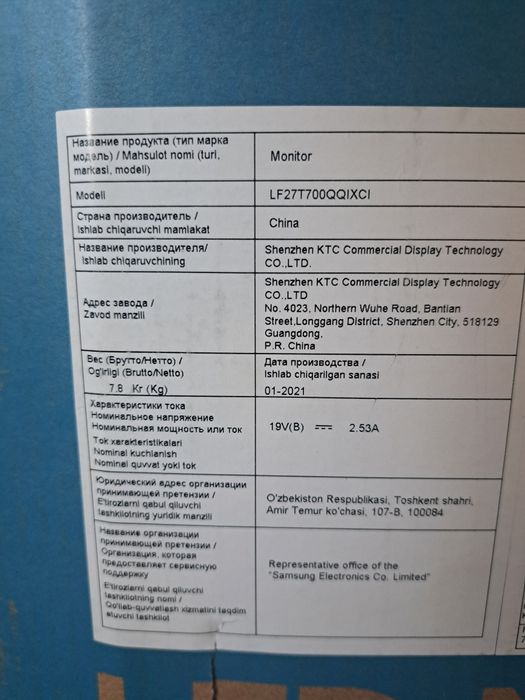 Название продукта (тип марка
модель) / Mahsulot nomi (turi,
markasi, modeli)
Monitor
Modeli
LF27T700QQIXCI
Страна производитель /
Ishlab chiqaruvchi mamlakat
China
Название производителя/
Ishlab chiqaruvchining
Shenzhen KTC Commercial Display Technology
CO.,LTD.
Адрес завода /
Zavod manzili
Shenzhen KTC Commercial Display Technology
CO.,LTD
No. 4023, Northern Wuhe Road, Bantian
Street,Longgang District, Shenzhen City, 518129
Guangdong,
P.R. China
Вес (Брутто/Нетто) /
Og'irligi (Brutto/Netto)
7.8 Кг (Kg)
Дата производства /
Ishlab chiqarilgan sanasi
01-2021
Характеристики тока
Номинальное напряжение
Номинальная мощность или ток
Tok xarakteristikalari
Nominal kuchlanish
Nominal quvvat yoki tok
19V(В) 2.53A
Юридический адрес организации
принимающей претензии /
E'tirozlarni qabul qiluvchi
tashkilotning yuridik manzili
O'zbekiston Respublikasi, Toshkent shahri,
Amir Temur ko'chasi, 107-B, 100084
Название организации
принимающей претензии /
Организация, которая
предоставляет сервисную
поддержку
E'tirozlarni qabul qiluvchi
tashkilotning nomi /
Qo'llab-quvvatlash xizmatini taqdim
etuvchi tashkilot
Representative office of the
"Samsung Electronics Co. Limited"